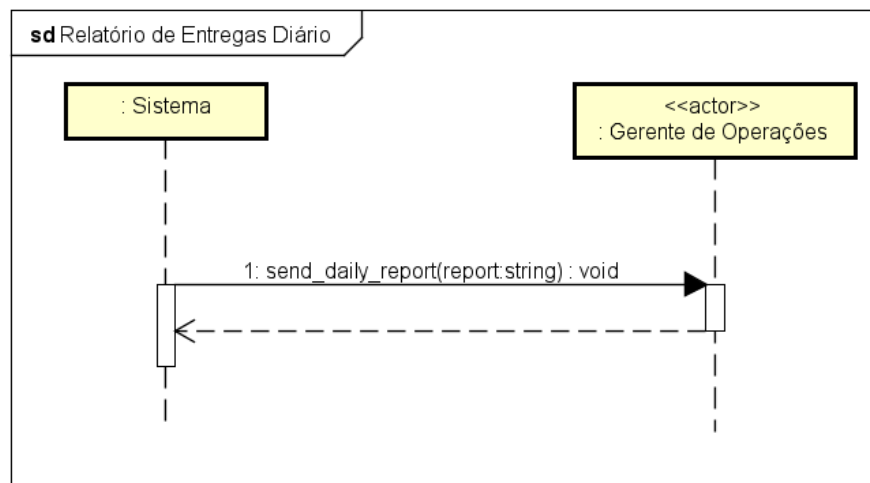 sd Relatório de Entregas Diário
: Sistema
<<actor>>
: Gerente de Operações
1: send_daily_report(report:string) : void